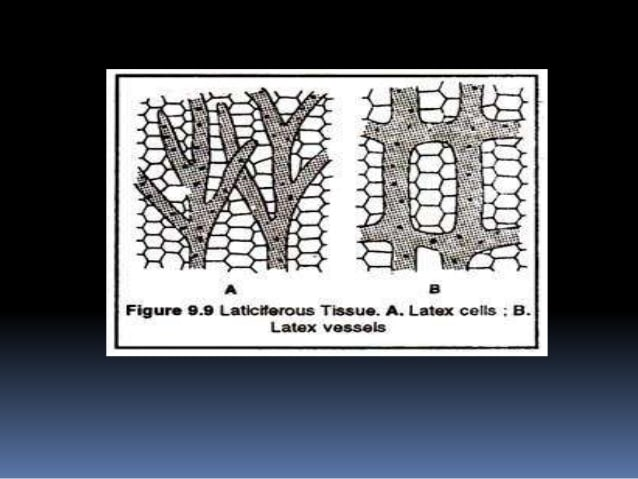 A B
Figure 9.9 Laticiferous Tissue. A. Latex cells ; B.
Latex vessels